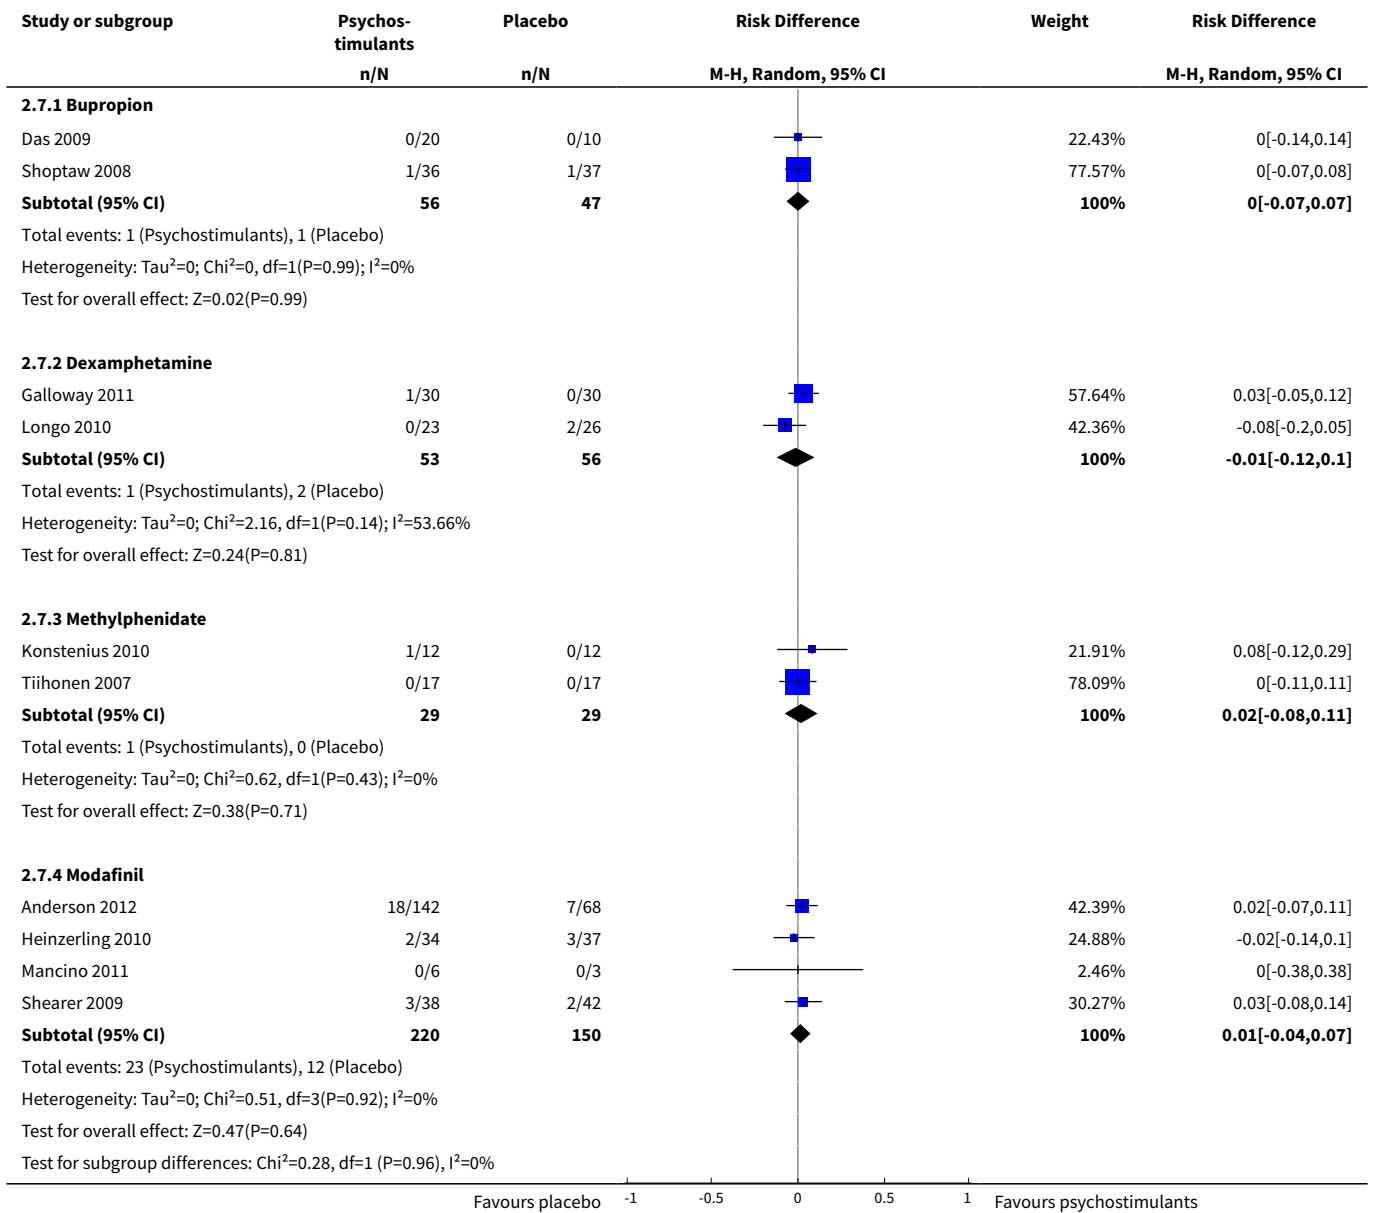 Study or subgroup Psychos- Placebo Risk Difference Weight Risk Difference
timulants
n/N n/N M-H, Random, 95% CI M-H, Random, 95% CI
2.7.1 Bupropion
Das 2009 0/20 0/10 22.43% 0[-0.14,0.14]
Shoptaw 2008 1/36 1/37 77.57% 0[-0.07,0.08]
Subtotal (95% CI) 56 47 100% 0[-0.07,0.07]
Total events: 1 (Psychostimulants), 1 (Placebo)
Heterogeneity: Tau²=0; Chi²=0, df=1(P=0.99); I²=0%
Test for overall effect: Z=0.02(P=0.99)
2.7.2 Dexamphetamine
Galloway 2011 1/30 0/30 57.64% 0.03[-0.05,0.12]
Longo 2010 0/23 2/26 42.36% -0.08[-0.2,0.05]
Subtotal (95% CI) 53 56 100% -0.01[-0.12,0.1]
Total events: 1 (Psychostimulants), 2 (Placebo)
Heterogeneity: Tau²=0; Chi²=2.16, df=1(P=0.14); I²=53.66%
Test for overall effect: Z=0.24(P=0.81)
2.7.3 Methylphenidate
Konstenius 2010 1/12 0/12 21.91% 0.08[-0.12,0.29]
Tiihonen 2007 0/17 0/17 78.09% 0[-0.11,0.11]
Subtotal (95% CI) 29 29 100% 0.02[-0.08,0.11]
Total events: 1 (Psychostimulants), 0 (Placebo)
Heterogeneity: Tau²=0; Chi²=0.62, df=1(P=0.43); I²=0%
Test for overall effect: Z=0.38(P=0.71)
2.7.4 Modafinil
Anderson 2012 18/142 7/68 42.39% 0.02[-0.07,0.11]
Heinzerling 2010 2/34 3/37 24.88% -0.02[-0.14,0.1]
Mancino 2011 0/6 0/3 2.46% 0[-0.38,0.38]
Shearer 2009 3/38 2/42 30.27% 0.03[-0.08,0.14]
Subtotal (95% CI) 220 150 100% 0.01[-0.04,0.07]
Total events: 23 (Psychostimulants), 12 (Placebo)
Heterogeneity: Tau²=0; Chi²=0.51, df=3(P=0.92); I²=0%
Test for overall effect: Z=0.47(P=0.64)
Test for subgroup differences: Chi²=0.28, df=1 (P=0.96), I²=0%
Favours placebo -1 -0.5 0 0.5 1 Favours psychostimulants